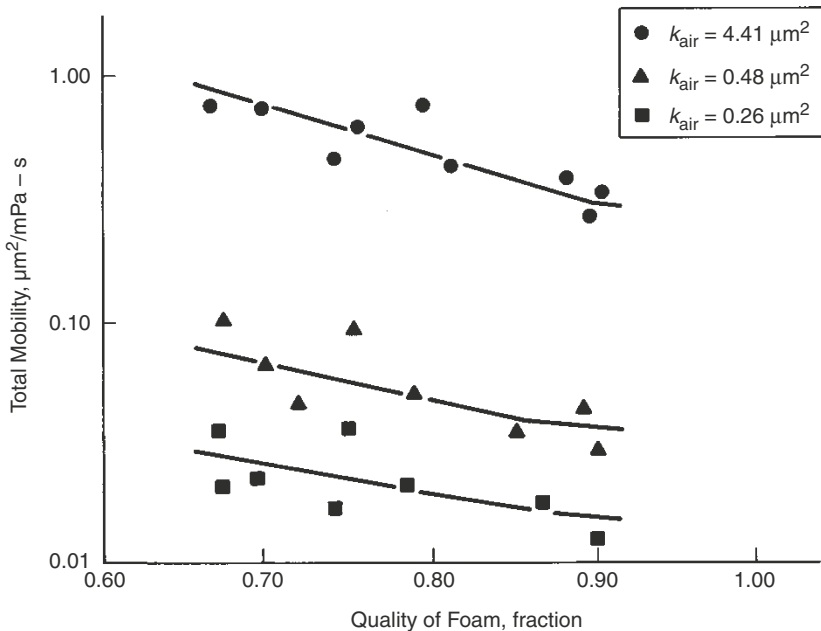 k_air = 4.41 μm²
k_air = 0.48 μm²
k_air = 0.26 μm²
1.00
0.10
0.01
Total Mobility, μm²/mPa – s
0.60
0.70
0.80
0.90
1.00
Quality of Foam, fraction